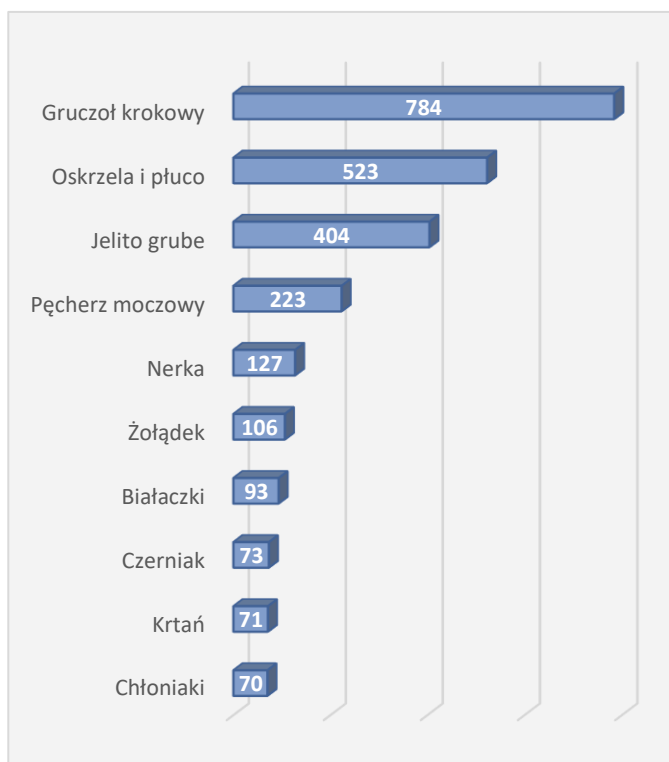 Gruczoł krokowy 784
Oskrzela i płuco 523
Jelito grube 404
Pęcherz moczowy 223
Nerka 127
Żołądek 106
Białaczki 93
Czerniak 73
Krtań 71
Chłoniaki 70